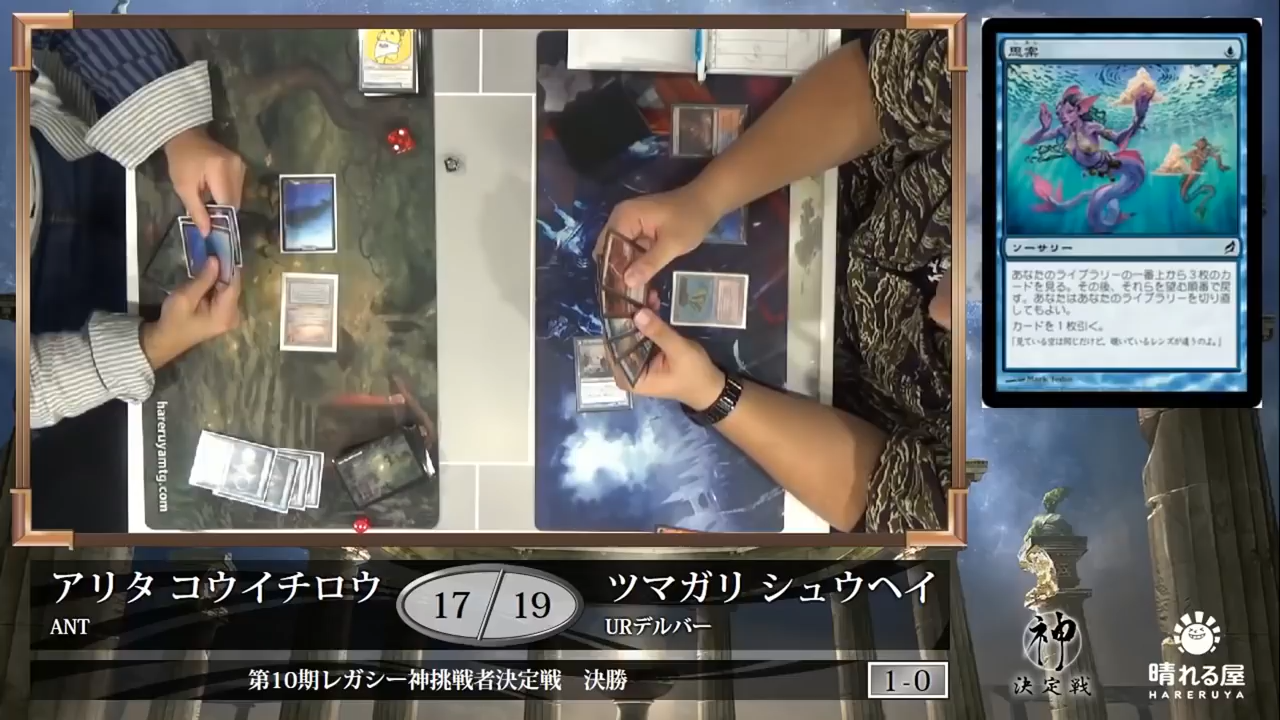 思案
ソーサリー
あなたのライブラリーの一番上から３枚のカ
ードを見る。その後、それらを望む順番で戻
す。あなたはあなたのライブラリーを切り直
してもよい。
カードを１枚引く。
「見ている空は同じだけど、覗いているレンズが違うのよ。」
hareruyamtg.com
アリタ コウイチロウ
ANT
17 / 19
ツマガリ シュウヘイ
URデルバー
第10期レガシー神挑戦者決定戦　決勝
1-0
神
決定戦
晴れる屋
HARERUYA